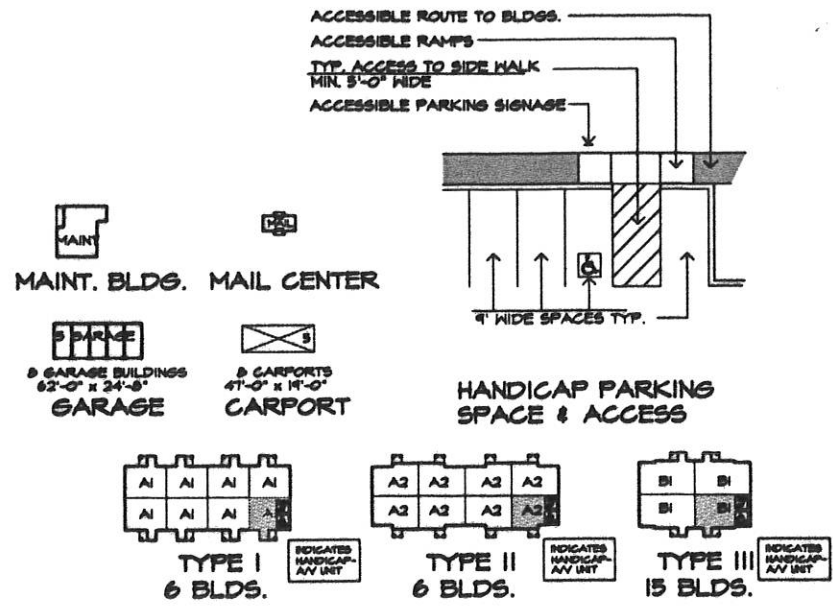 ACCESSIBLE ROUTE TO BLDGS.
ACCESSIBLE RAMPS
TYP. ACCESS TO SIDE WALK
MIN. 5'-0" WIDE
ACCESSIBLE PARKING SIGNAGE
MAINT
MAIL
MAINT. BLDG.
MAIL CENTER
9' WIDE SPACES TYP.
5 GARAGE
5
8 GARAGE BUILDINGS
62'-0" x 24'-8"
GARAGE
8 CARPORTS
47'-0" x 19'-0"
CARPORT
HANDICAP PARKING
SPACE & ACCESS
A1 A1 A1 A1
A1 A1 A1
A2 A2 A2 A2
A2 A2 A2 A2
B1 B1
B1 B1
TYPE I
6 BLDS.
INDICATES
HANDICAP-
A/V UNIT
TYPE II
6 BLDS.
INDICATES
HANDICAP-
A/V UNIT
TYPE III
15 BLDS.
INDICATES
HANDICAP-
A/V UNIT